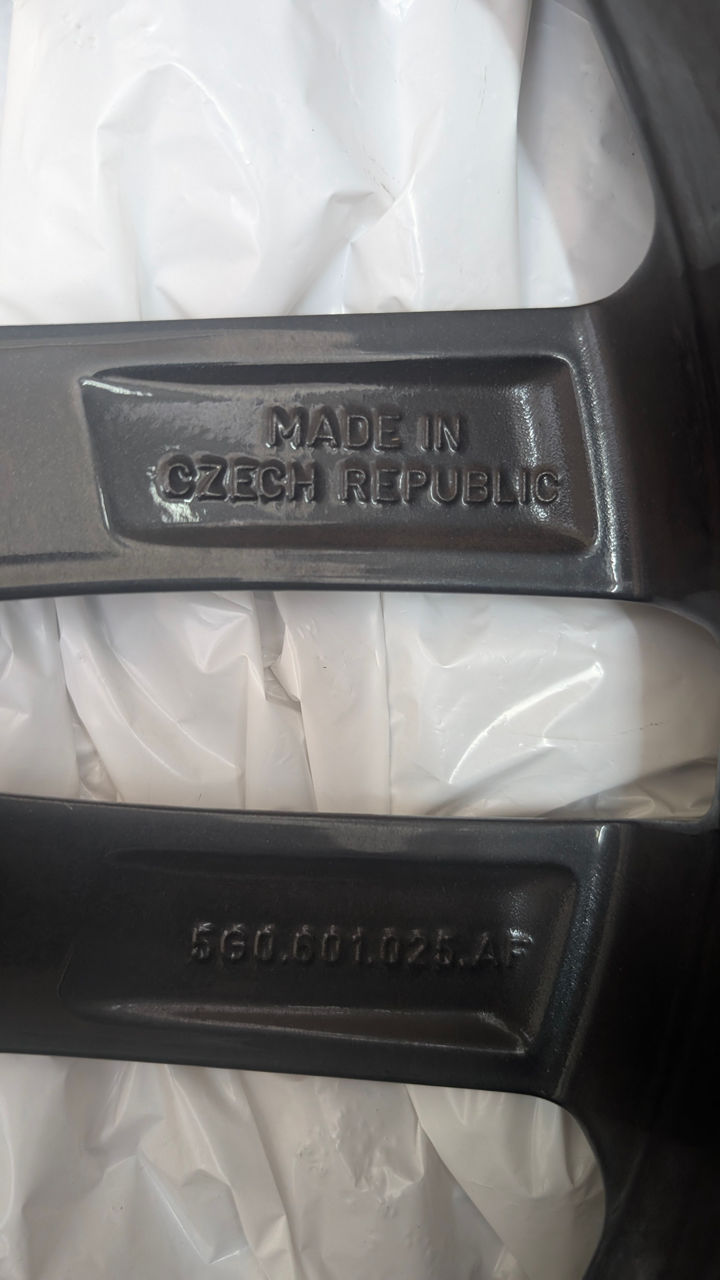 MADE IN
CZECH REPUBLIC
5G0.601.025.AF